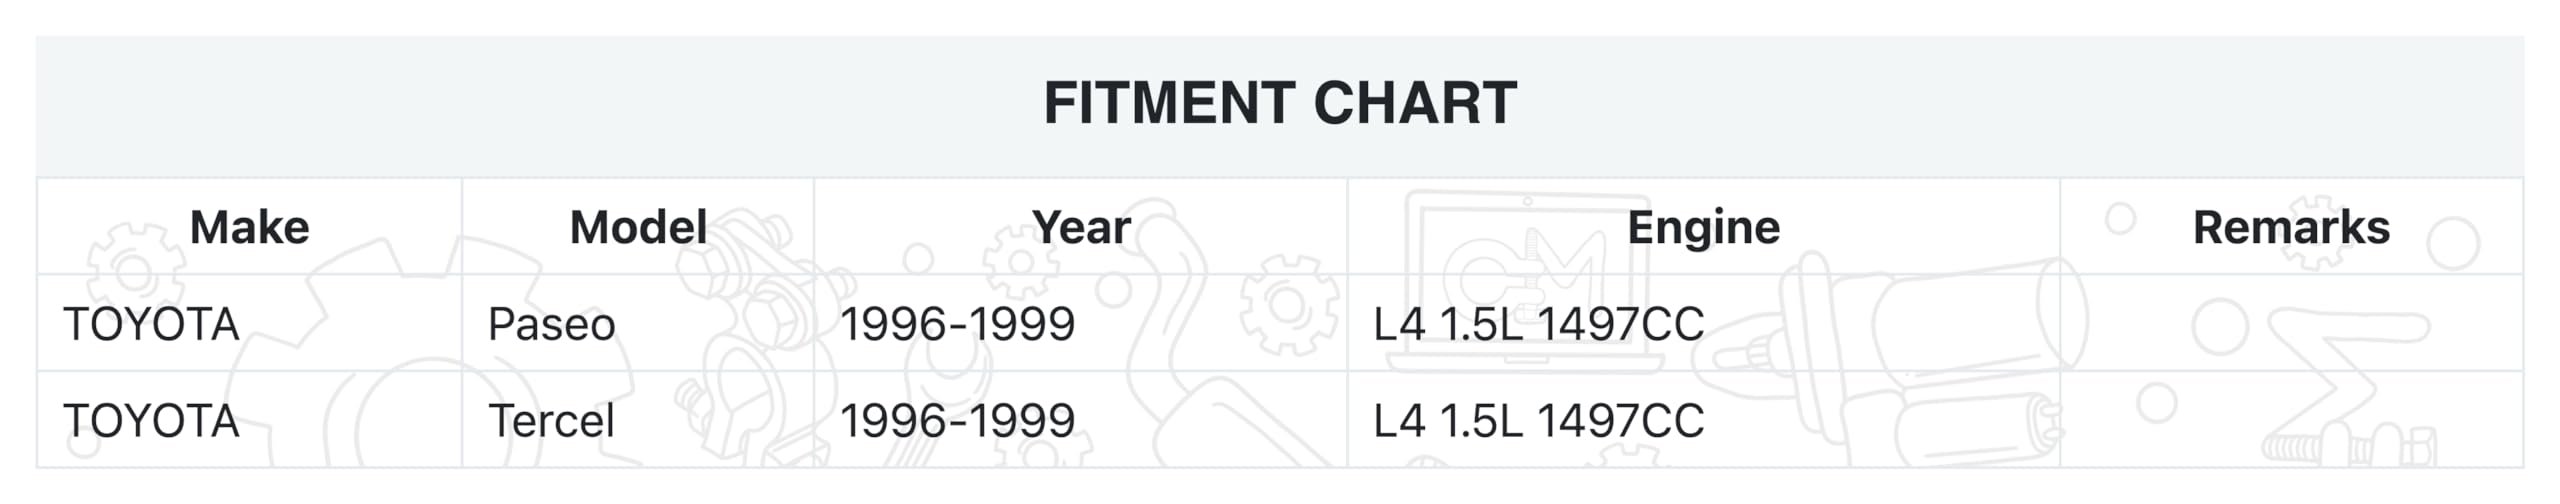 FITMENT CHART
Make Model Year Engine Remarks
TOYOTA Paseo 1996-1999 L4 1.5L 1497CC
TOYOTA Tercel 1996-1999 L4 1.5L 1497CC